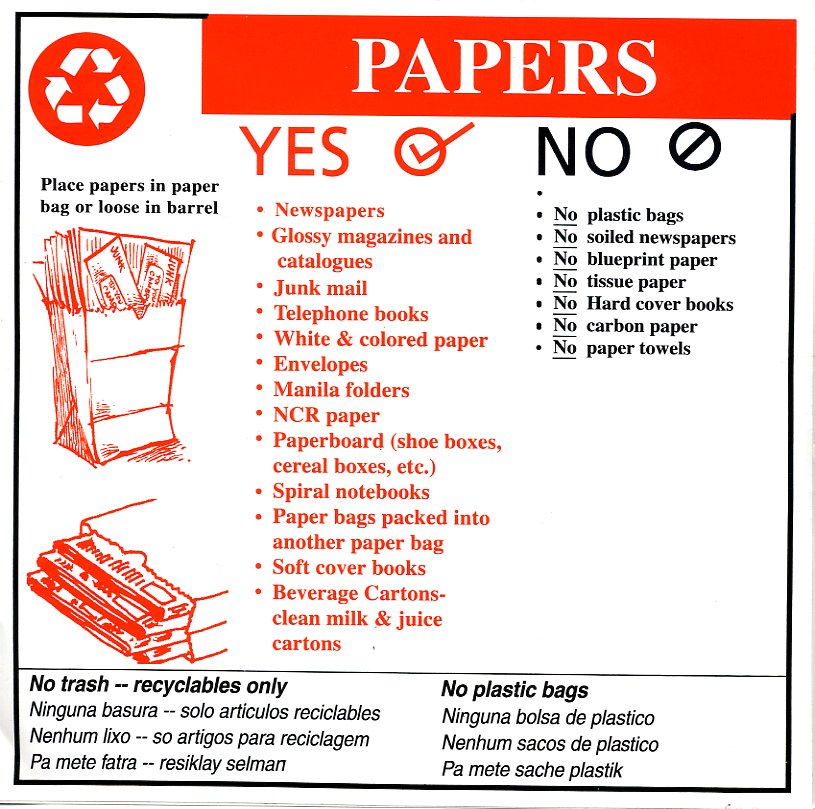 PAPERS
YES
NO
Place papers in paper
bag or loose in barrel
JUNK
JUNK
• Newspapers
• Glossy magazines and
catalogues
• Junk mail
• Telephone books
• White & colored paper
• Envelopes
• Manila folders
• NCR paper
• Paperboard (shoe boxes,
cereal boxes, etc.)
• Spiral notebooks
• Paper bags packed into
another paper bag
• Soft cover books
• Beverage Cartons-
clean milk & juice
cartons
•
• No plastic bags
• No soiled newspapers
• No blueprint paper
• No tissue paper
• No Hard cover books
• No carbon paper
• No paper towels
No trash -- recyclables only
Ninguna basura -- solo articulos reciclables
Nenhum lixo -- so artigos para reciclagem
Pa mete fatra -- resiklay selman
No plastic bags
Ninguna bolsa de plastico
Nenhum sacos de plastico
Pa mete sache plastik